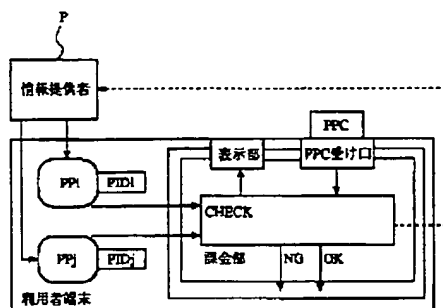 P
情報提供者
PPC
表示部
PPC受け口
PPi
PIDi
CHECK
PPj
PIDj
課金部
NG
OK
利用者端末